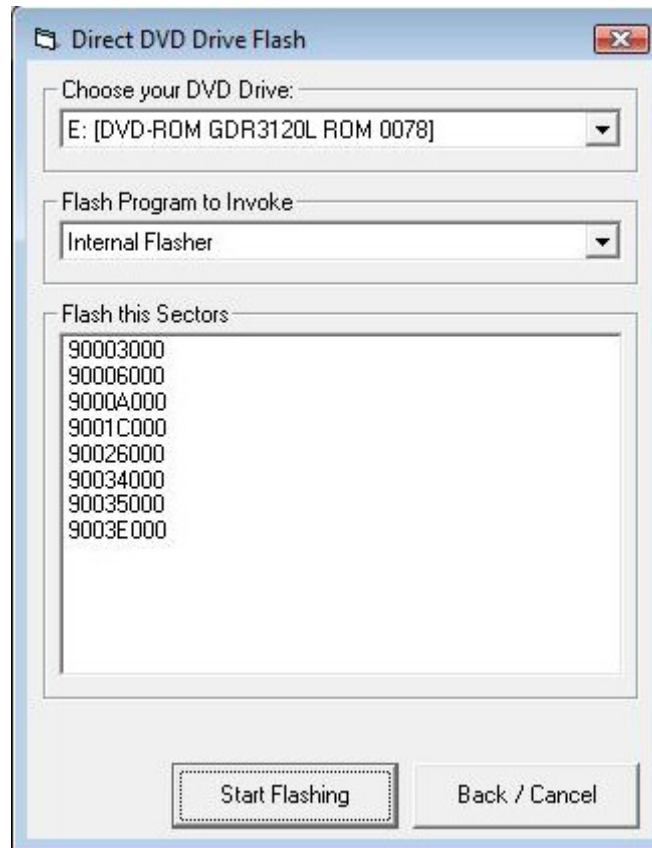 Direct DVD Drive Flash
Choose your DVD Drive:
E: [DVD-ROM GDR3120L ROM 0078]
Flash Program to Invoke
Internal Flasher
Flash this Sectors
90003000
90006000
9000A000
9001C000
90026000
90034000
90035000
9003E000
Start Flashing
Back / Cancel